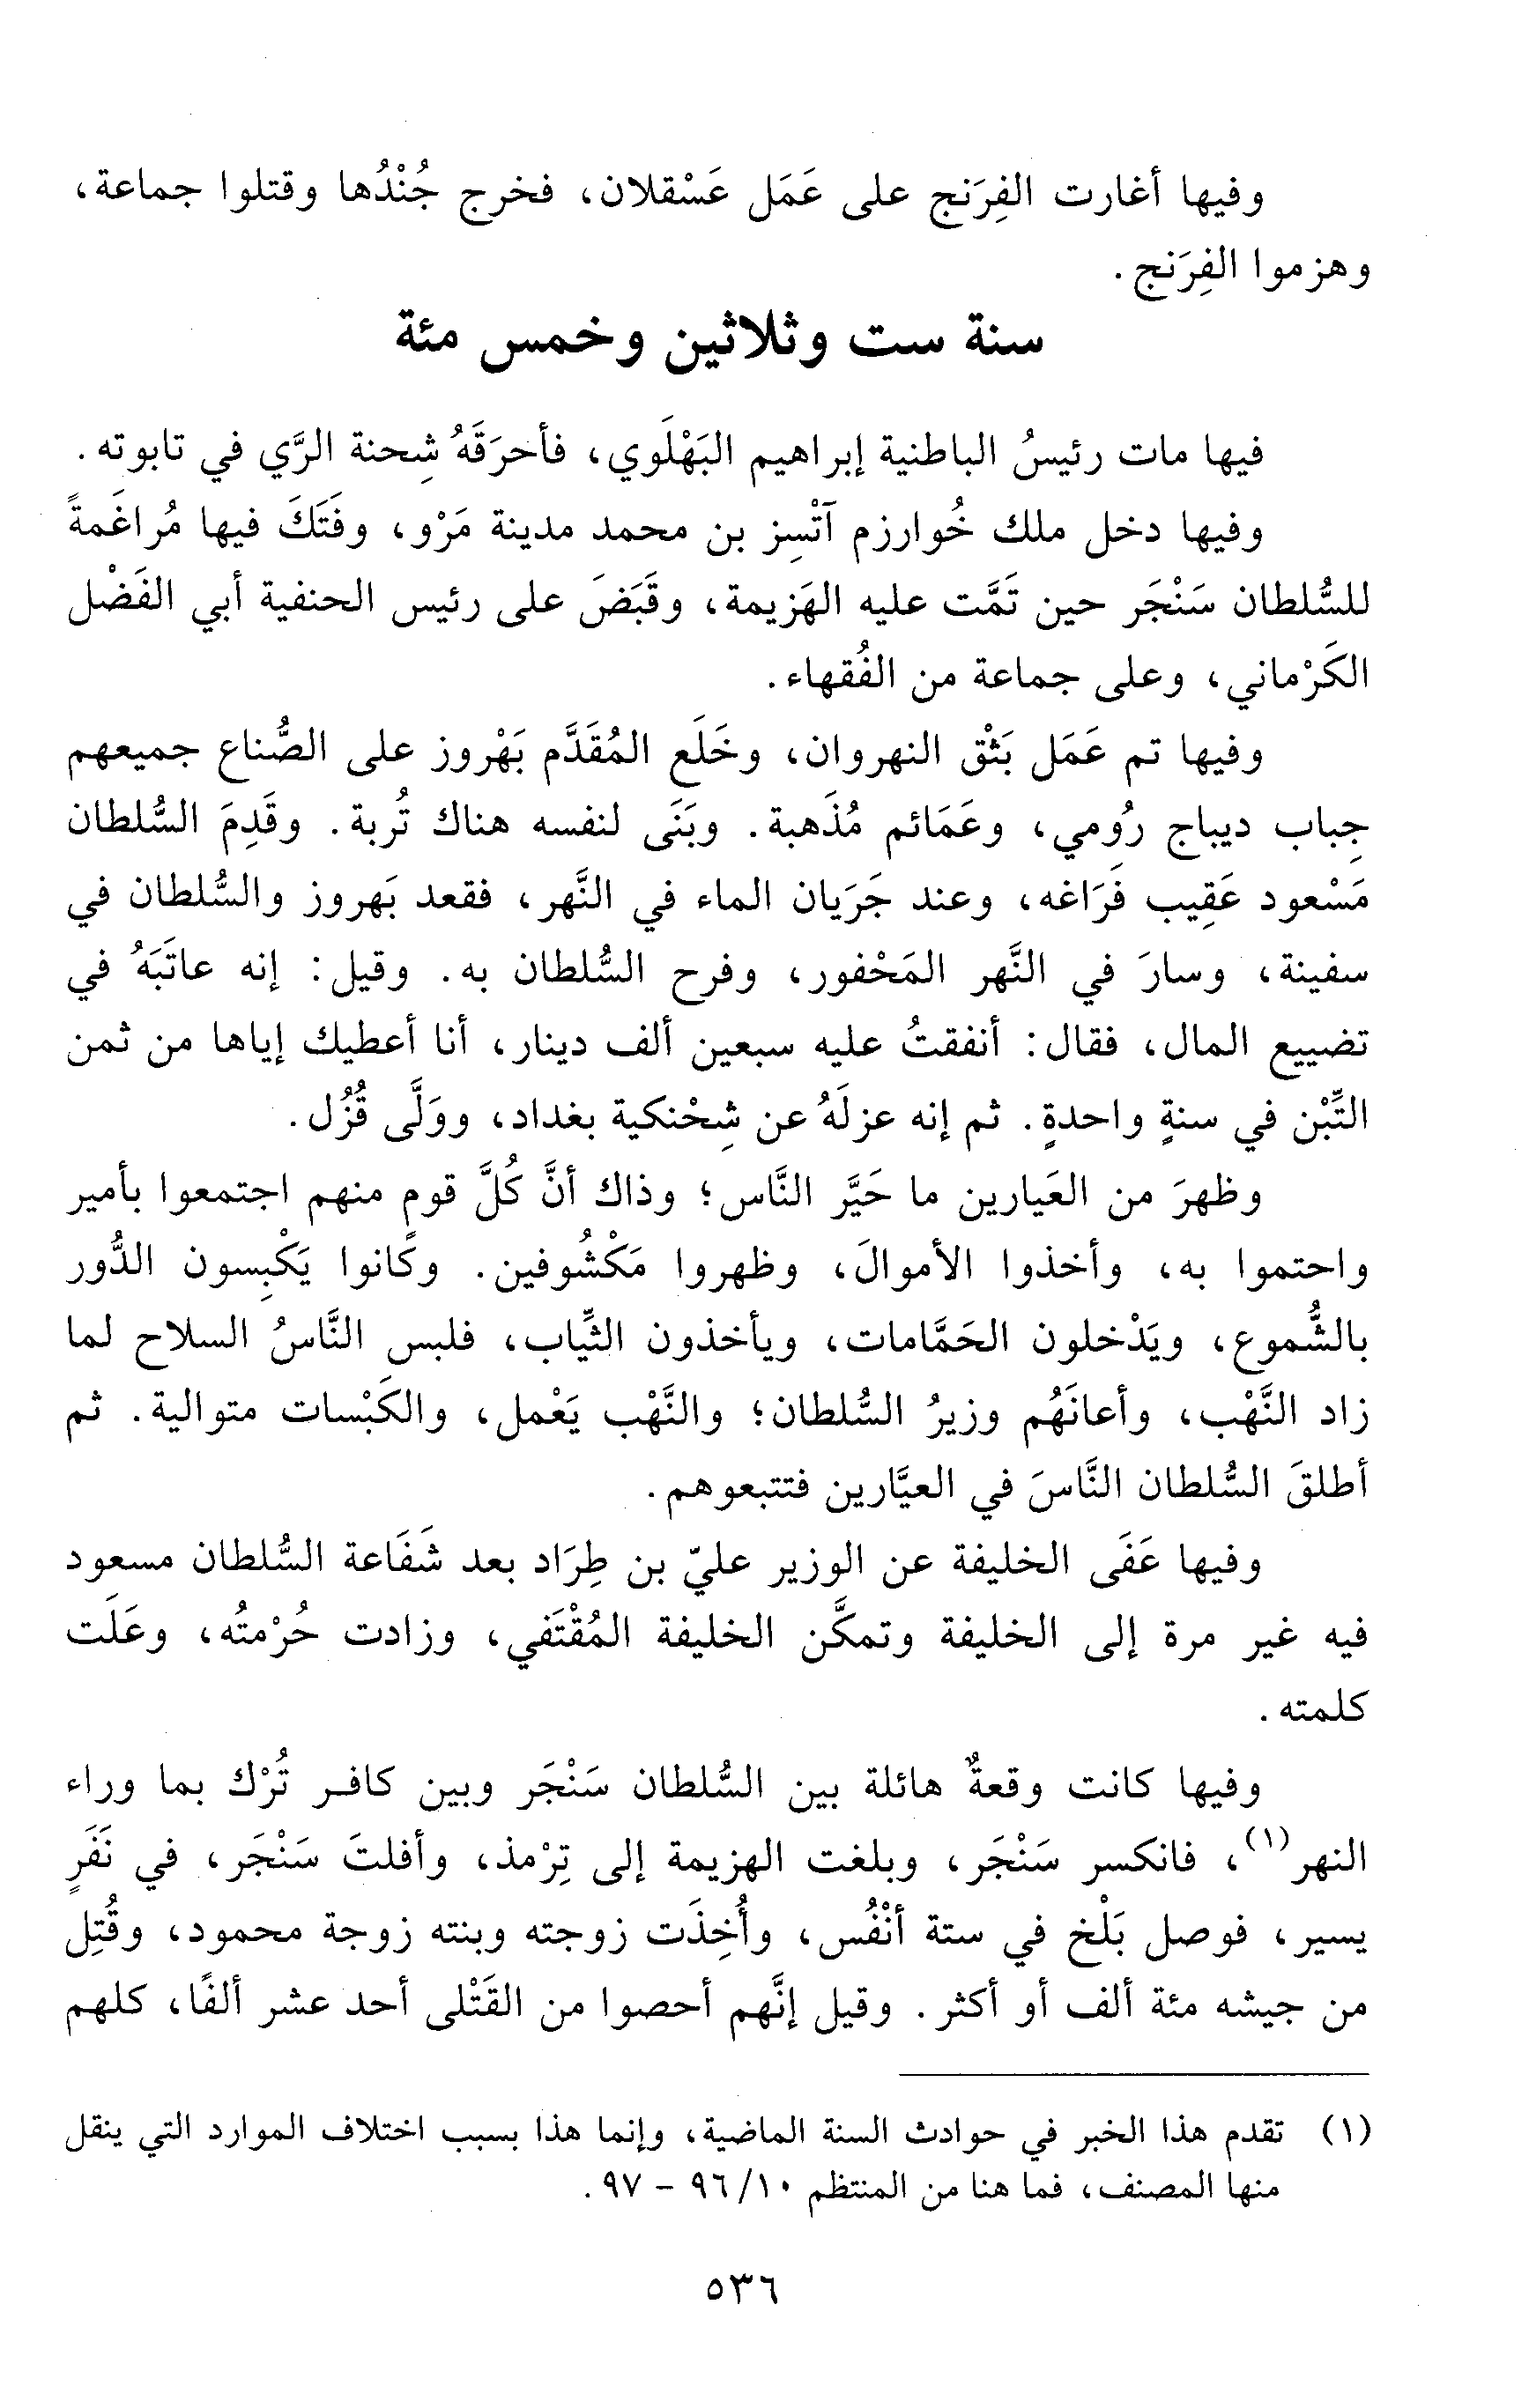 وفيها أغارت الفِرَنج على عَمَل عَسْقلان، فخرج جُنْدُها وقتلوا جماعة،
وهزموا الفِرَنج.
سنة ست وثلاثين وخمس مئة
فيها مات رئيسُ الباطنية إبراهيم البَهْلَوي، فأحرَقَهُ شِحنة الرَّي في تابوته.
وفيها دخل ملك خُوارزم آتْسِز بن محمد مدينة مَرْو، وفَتَكَ فيها مُراغَمةً
للسُّلطان سَنْجَر حين تَمَّت عليه الهَزيمة، وقَبَضَ على رئيس الحنفية أبي الفَضْل
الكَرْماني، وعلى جماعة من الفُقهاء.
وفيها تم عَمَل بَثْق النهروان، وخَلَع المُقَدَّم بَهْروز على الصُّناع جميعهم
جِباب ديباج رُومي، وعَمَائم مُذَهبة. وبَنَى لنفسه هناك تُربة. وقَدِمَ السُّلطان
مَسْعود عَقِيب فَرَاغه، وعند جَرَيان الماء في النَّهر، فقعد بَهروز والسُّلطان في
سفينة، وسارَ في النَّهر المَحْفور، وفرح السُّلطان به. وقيل: إنه عاتَبَهُ في
تضييع المال، فقال: أنفقتُ عليه سبعين ألف دينار، أنا أعطيك إياها من ثمن
التِّبْن في سنةٍ واحدةٍ. ثم إنه عزلَهُ عن شِحْنكية بغداد، ووَلَّى قُزُل.
وظهرَ من العَيارين ما حَيَّر النَّاس؛ وذاك أنَّ كُلَّ قوم منهم اجتمعوا بأمير
واحتموا به، وأخذوا الأموالَ، وظهروا مَكْشُوفين. وكانوا يَكْبِسون الدُّور
بالشُّموع، ويَدْخلون الحَمَّامات، ويأخذون الثِّياب، فلبس النَّاسُ السلاح لما
زاد النَّهْب، وأعانَهُم وزيرُ السُّلطان؛ والنَّهْب يَعْمل، والكَبْسات متوالية. ثم
أطلقَ السُّلطان النَّاسَ في العيَّارين فتتبعوهم.
وفيها عَفَى الخليفة عن الوزير عليّ بن طِرَاد بعد شَفَاعة السُّلطان مسعود
فيه غير مرة إلى الخليفة وتمكَّن الخليفة المُقْتَفي، وزادت حُرْمتُه، وعَلَت
كلمته.
وفيها كانت وقعةٌ هائلة بين السُّلطان سَنْجَر وبين كافر تُرْك بما وراء
النهر(١)، فانكسر سَنْجَر، وبلغت الهزيمة إلى تِرْمذ، وأفلتَ سَنْجَر، في نَفَرٍ
يسير، فوصل بَلْخ في ستة أنْفُس، وأُخِذَت زوجته وبنته زوجة محمود، وقُتِل
من جيشه مئة ألف أو أكثر. وقيل إنَّهم أحصوا من القَتْلى أحد عشر ألفًا، كلهم
(١) تقدم هذا الخبر في حوادث السنة الماضية، وإنما هذا بسبب اختلاف الموارد التي ينقل
منها المصنف، فما هنا من المنتظم ١٠/ ٩٦ - ٩٧.
٥٣٦